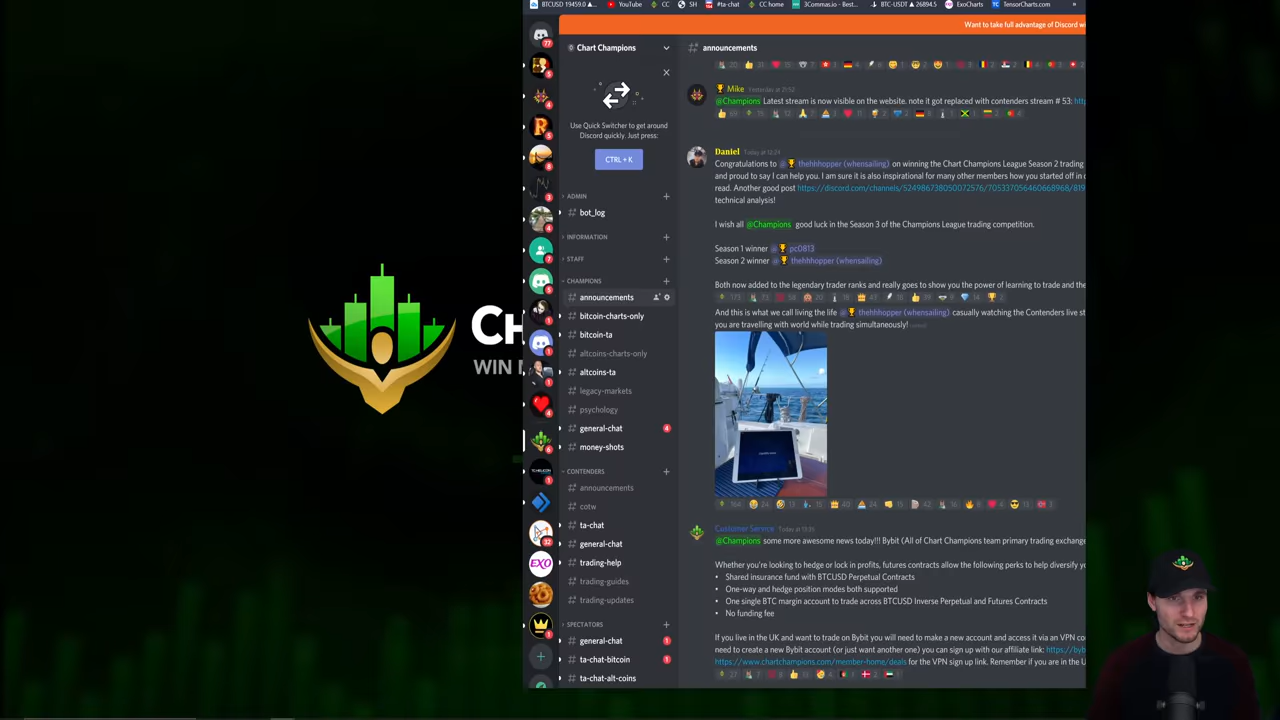 BTCUSD 19459.0 ▲...
YouTube
CC
SH
#ta-chat
CC home
3Commas.io - Best...
BTC-USDT ▲ 26894.5
ExoCharts
TensorCharts.com
»
Want to take full advantage of Discord wi
Chart Champions
# announcements
Use Quick Switcher to get around
Discord quickly. Just press:
CTRL + K
ADMIN
bot_log
INFORMATION
STAFF
CHAMPIONS
announcements
bitcoin-charts-only
bitcoin-ta
altcoins-charts-only
altcoins-ta
legacy-markets
psychology
general-chat
money-shots
CONTENDERS
announcements
cotw
ta-chat
general-chat
trading-help
trading-guides
trading-updates
SPECTATORS
general-chat
ta-chat-bitcoin
ta-chat-alt-coins
Mike Yesterday at 21:52
@Champions Latest stream is now visible on the website. note it got replaced with contenders stream # 53:
Daniel Today at 12:24
Congratulations to @ thehhhopper (whensailing) on winning the Chart Champions League Season 2 trading
and proud to say I can help you. I am sure it is also inspirational for many other members how you started off in
read. Another good post https://discord.com/channels/524986738050072576/705337056460668968/819
technical analysis!
I wish all @Champions good luck in the Season 3 of the Champions League trading competition.
Season 1 winner @ pc0813
Season 2 winner @ thehhhopper (whensailing)
Both now added to the legendary trader ranks and really goes to show you the power of learning to trade and the
And this is what we call living the life @ thehhhopper (whensailing) casually watching the Contenders live st
you are travelling with world while trading simultaneously!
Customer Service Today at 13:35
@Champions some more awesome news today!!! Bybit (All of Chart Champions team primary trading exchange
Whether you're looking to hedge or lock in profits, futures contracts allow the following perks to help diversify yo
• Shared insurance fund with BTCUSD Perpetual Contracts
• One-way and hedge position modes both supported
• One single BTC margin account to trade across BTCUSD Inverse Perpetual and Futures Contracts
• No funding fee
If you live in the UK and want to trade on Bybit you will need to make a new account and access it via an VPN co
need to create a new Bybit account (or just want another one) you can sign up with our affiliate link: https://byb
https://www.chartchampions.com/member-home/deals for the VPN sign up link. Remember if you are in the U
CH
WIN